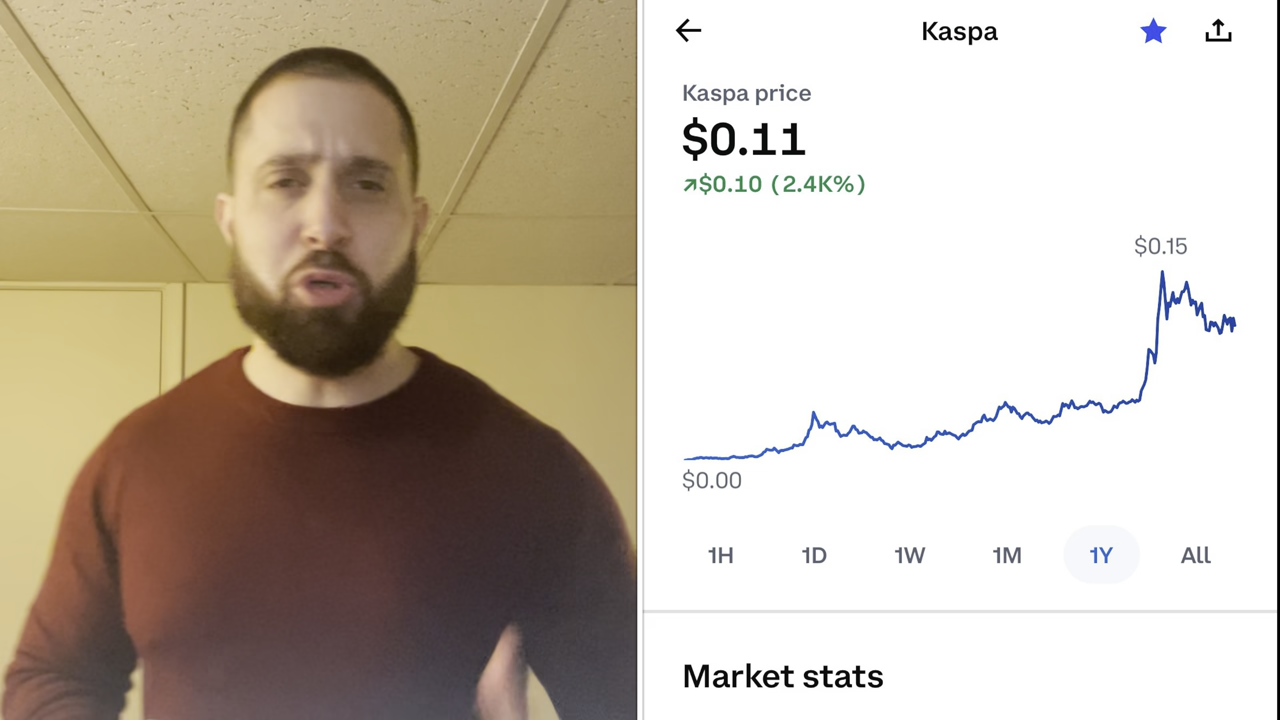 Kaspa
Kaspa price
$0.11
↗$0.10 (2.4K%)
$0.15
$0.00
1H 1D 1W 1M 1Y All
Market stats